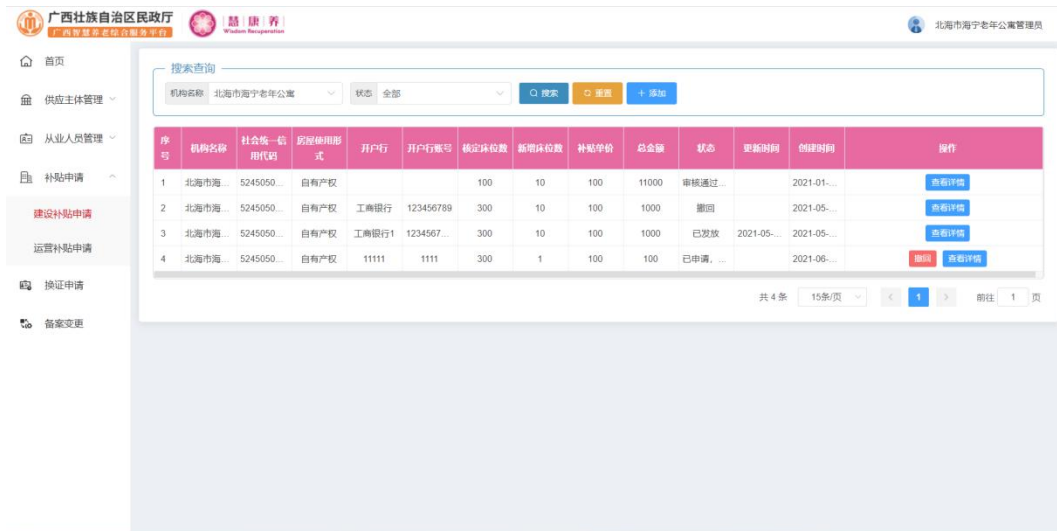 广西壮族自治区民政厅
广西智慧养老综合服务平台
慧 康 养
Wisdom Recuperation
北海市海宁老年公寓管理员
首页
供应主体管理
从业人员管理
补贴申请
建设补贴申请
运营补贴申请
换证申请
备案变更
搜索查询
机构名称 北海市海宁老年公寓 状态 全部 搜索 重置 + 添加
序号 机构名称 社会统一信用代码 房屋使用形式 开户行 开户行账号 核定床位数 新增床位数 补贴单价 总金额 状态 更新时间 创建时间 操作
1 北海市海... 5245050... 自有产权 100 10 100 11000 审核通过... 2021-01-... 查看详情
2 北海市海... 5245050... 自有产权 工商银行 123456789 300 10 100 1000 撤回 2021-05-... 查看详情
3 北海市海... 5245050... 自有产权 工商银行1 1234567... 300 10 100 1000 已发放 2021-05-... 2021-05-... 查看详情
4 北海市海... 5245050... 自有产权 11111 1111 300 1 100 100 已申请，... 2021-06-... 撤回 查看详情
共 4 条 15条/页 < 1 > 前往 1 页